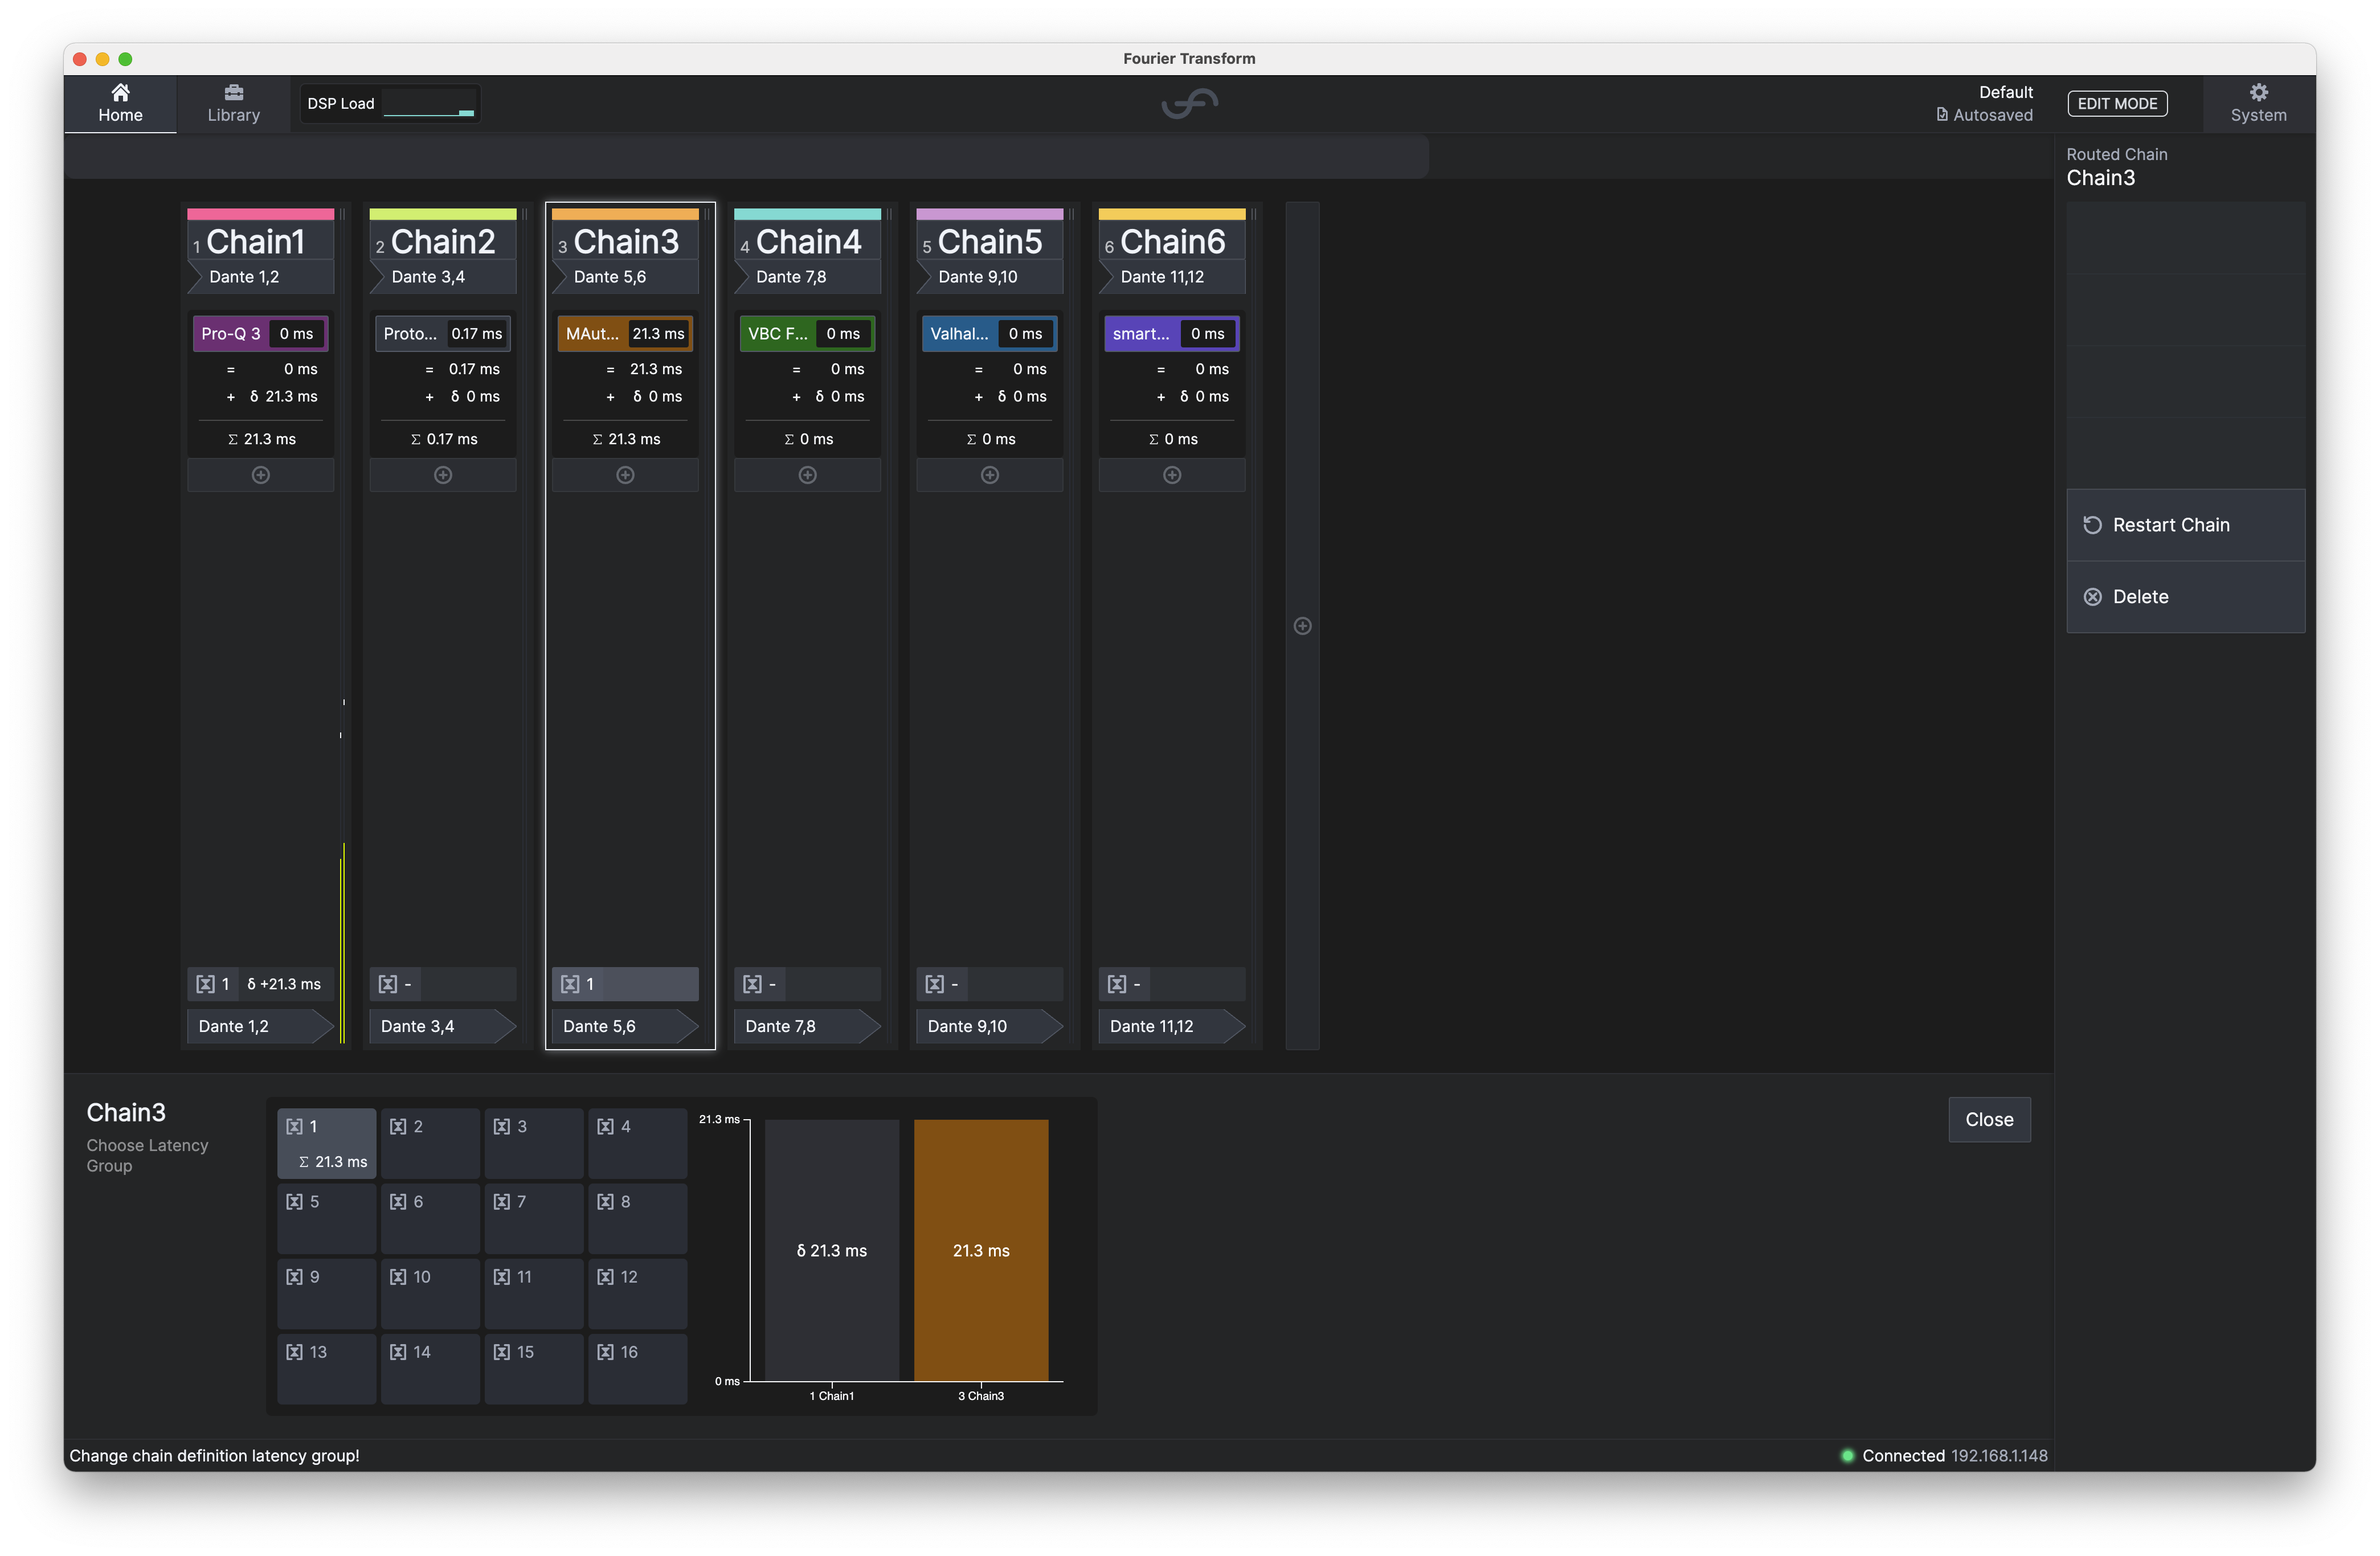 Fourier Transform
Home
Library
DSP Load
Default
Autosaved
EDIT MODE
System
Routed Chain
Chain3
Restart Chain
Delete
1 Chain1
Dante 1,2
Pro-Q 3 0 ms
= 0 ms
+ δ 21.3 ms
Σ 21.3 ms
1 δ +21.3 ms
Dante 1,2
2 Chain2
Dante 3,4
Proto... 0.17 ms
= 0.17 ms
+ δ 0 ms
Σ 0.17 ms
-
Dante 3,4
3 Chain3
Dante 5,6
MAut... 21.3 ms
= 21.3 ms
+ δ 0 ms
Σ 21.3 ms
1
Dante 5,6
4 Chain4
Dante 7,8
VBC F... 0 ms
= 0 ms
+ δ 0 ms
Σ 0 ms
-
Dante 7,8
5 Chain5
Dante 9,10
Valhal... 0 ms
= 0 ms
+ δ 0 ms
Σ 0 ms
-
Dante 9,10
6 Chain6
Dante 11,12
smart... 0 ms
= 0 ms
+ δ 0 ms
Σ 0 ms
-
Dante 11,12
Chain3
Choose Latency
Group
1
Σ 21.3 ms
2
3
4
5
6
7
8
9
10
11
12
13
14
15
16
21.3 ms
δ 21.3 ms
21.3 ms
0 ms
1 Chain1
3 Chain3
Close
Change chain definition latency group!
Connected 192.168.1.148